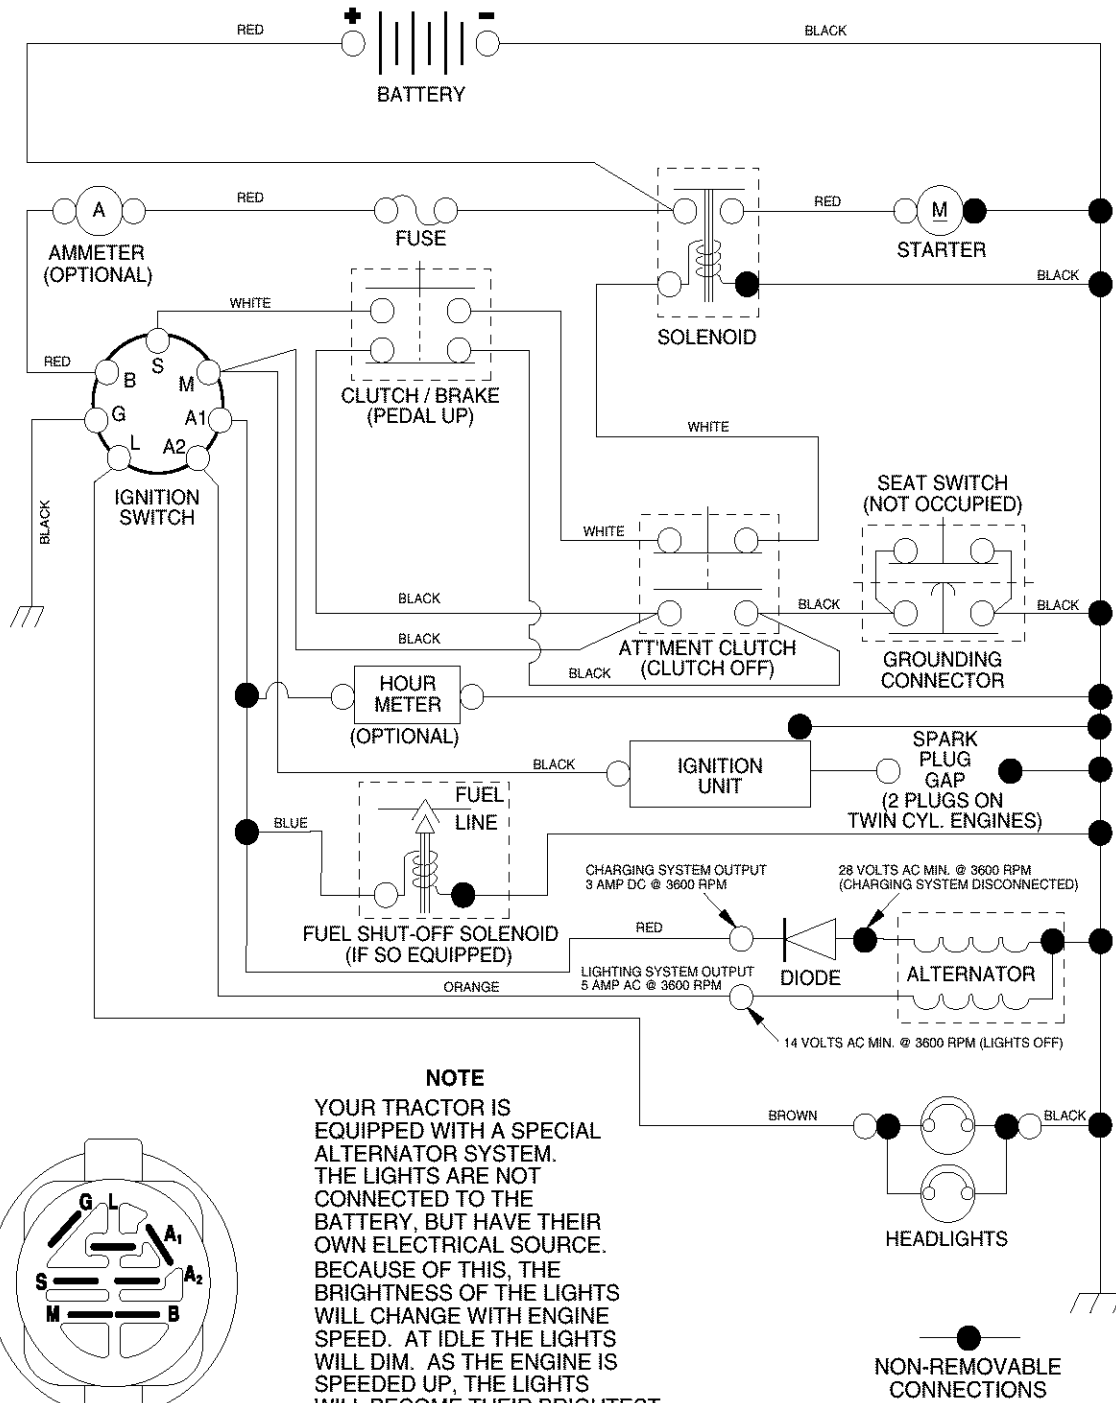 RED
+
-
BLACK
BATTERY
RED
A
AMMETER
(OPTIONAL)
FUSE
RED
M
STARTER
BLACK
SOLENOID
WHITE
RED
S
B
M
G
A1
L
A2
IGNITION
SWITCH
BLACK
CLUTCH / BRAKE
(PEDAL UP)
WHITE
SEAT SWITCH
(NOT OCCUPIED)
WHITE
BLACK
BLACK
BLACK
BLACK
ATT'MENT CLUTCH
(CLUTCH OFF)
BLACK
GROUNDING
CONNECTOR
HOUR
METER
(OPTIONAL)
BLACK
IGNITION
UNIT
SPARK
PLUG
GAP
(2 PLUGS ON
TWIN CYL. ENGINES)
FUEL
LINE
BLUE
FUEL SHUT-OFF SOLENOID
(IF SO EQUIPPED)
CHARGING SYSTEM OUTPUT
3 AMP DC @ 3600 RPM
28 VOLTS AC MIN. @ 3600 RPM
(CHARGING SYSTEM DISCONNECTED)
RED
DIODE
ALTERNATOR
LIGHTING SYSTEM OUTPUT
5 AMP AC @ 3600 RPM
ORANGE
14 VOLTS AC MIN. @ 3600 RPM (LIGHTS OFF)
BROWN
BLACK
HEADLIGHTS
NOTE
YOUR TRACTOR IS
EQUIPPED WITH A SPECIAL
ALTERNATOR SYSTEM.
THE LIGHTS ARE NOT
CONNECTED TO THE
BATTERY, BUT HAVE THEIR
OWN ELECTRICAL SOURCE.
BECAUSE OF THIS, THE
BRIGHTNESS OF THE LIGHTS
WILL CHANGE WITH ENGINE
SPEED. AT IDLE THE LIGHTS
WILL DIM. AS THE ENGINE IS
SPEEDED UP, THE LIGHTS
WILL BECOME THEIR BRIGHTEST
G L
A1
S
A2
M
B
NON-REMOVABLE
CONNECTIONS